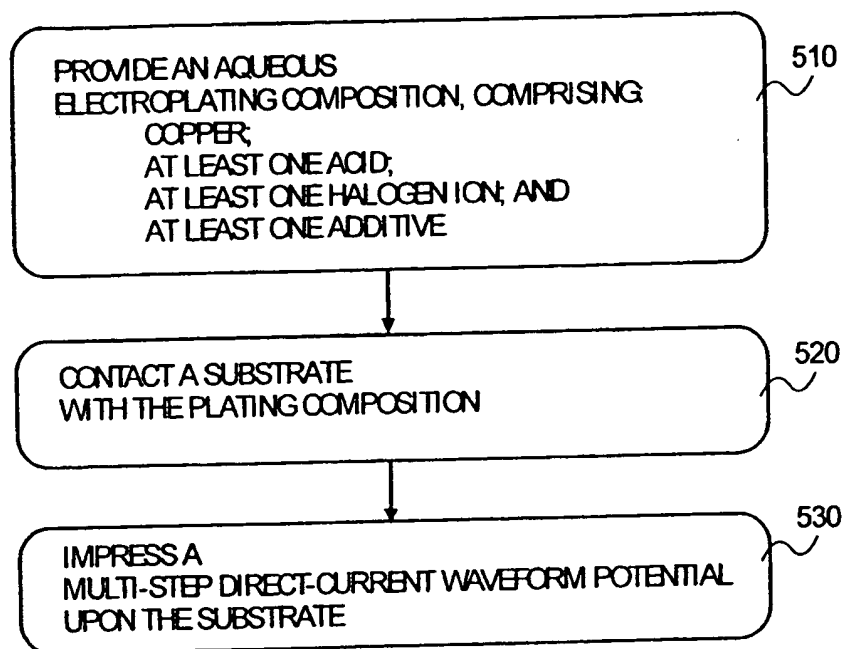 PROVIDE AN AQUEOUS
ELECTROPLATING COMPOSITION, COMPRISING:
COPPER;
AT LEAST ONE ACID;
AT LEAST ONE HALOGEN ION; AND
AT LEAST ONE ADDITIVE
510
CONTACT A SUBSTRATE
WITH THE PLATING COMPOSITION
520
IMPRESS A
MULTI-STEP DIRECT-CURRENT WAVEFORM POTENTIAL
UPON THE SUBSTRATE
530